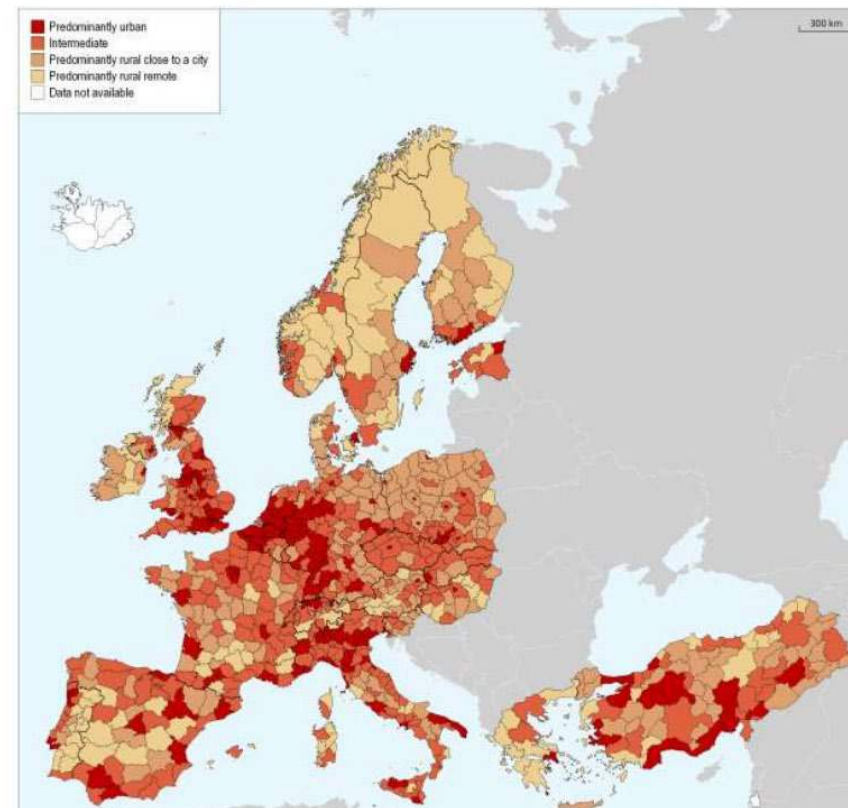 Predominantly urban
Intermediate
Predominantly rural close to a city
Predominantly rural remote
Data not available
300 km